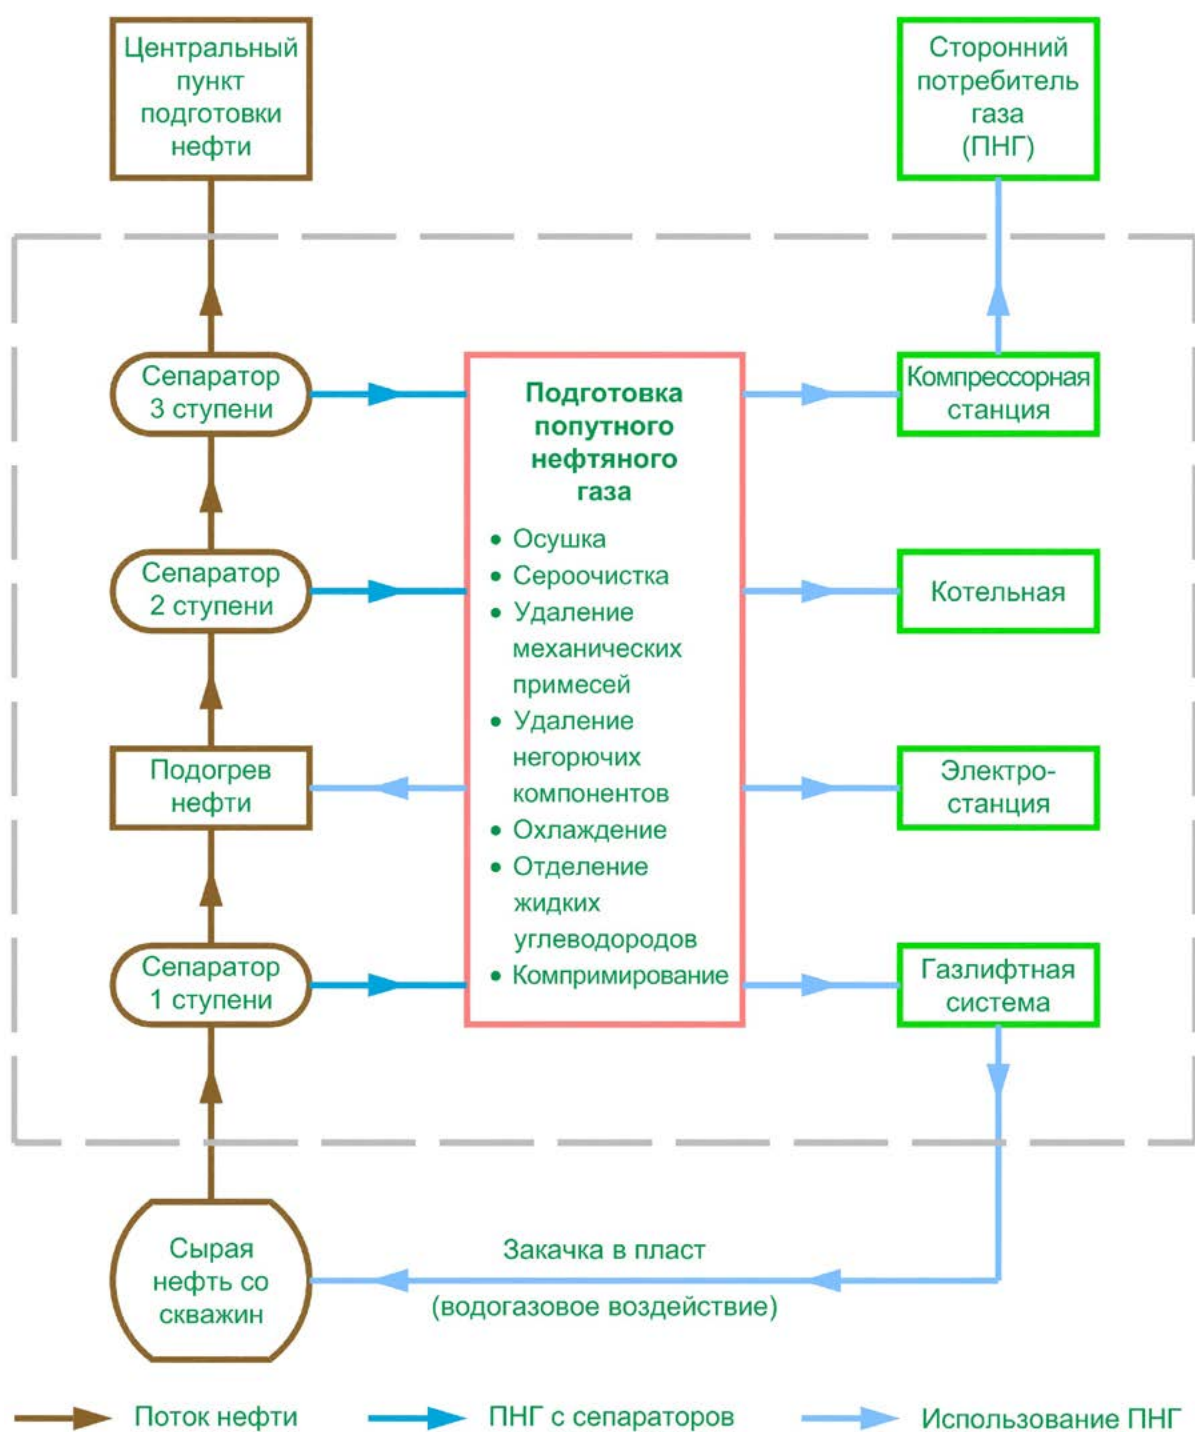 Центральный
пункт
подготовки
нефти
Сторонний
потребитель
газа
(ПНГ)
Сепаратор
3 ступени
Подготовка
попутного
нефтяного
газа
• Осушка
• Сероочистка
• Удаление
механических
примесей
• Удаление
негорючих
компонентов
• Охлаждение
• Отделение
жидких
углеводородов
• Компримирование
Компрессорная
станция
Сепаратор
2 ступени
Котельная
Подогрев
нефти
Электро-
станция
Сепаратор
1 ступени
Газлифтная
система
Сырая
нефть со
скважин
Закачка в пласт
(водогазовое воздействие)
Поток нефти
ПНГ с сепараторов
Использование ПНГ